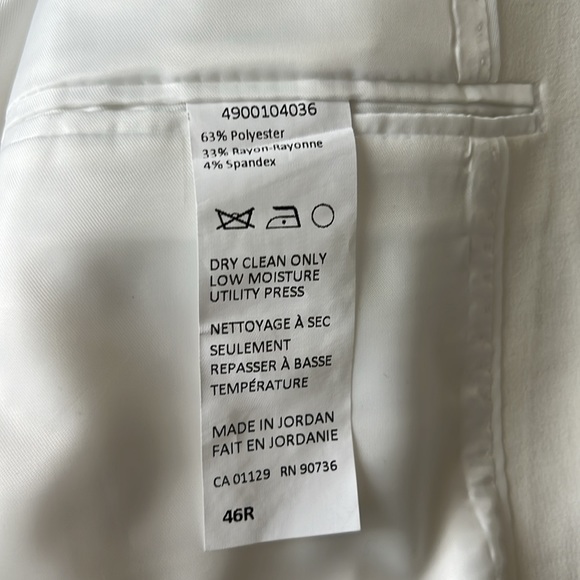 4900104036
63% Polyester
33% Rayon-Rayonne
4% Spandex
DRY CLEAN ONLY
LOW MOISTURE
UTILITY PRESS
NETTOYAGE À SEC
SEULEMENT
REPASSER À BASSE
TEMPÉRATURE
MADE IN JORDAN
FAIT EN JORDANIE
CA 01129 RN 90736
46R